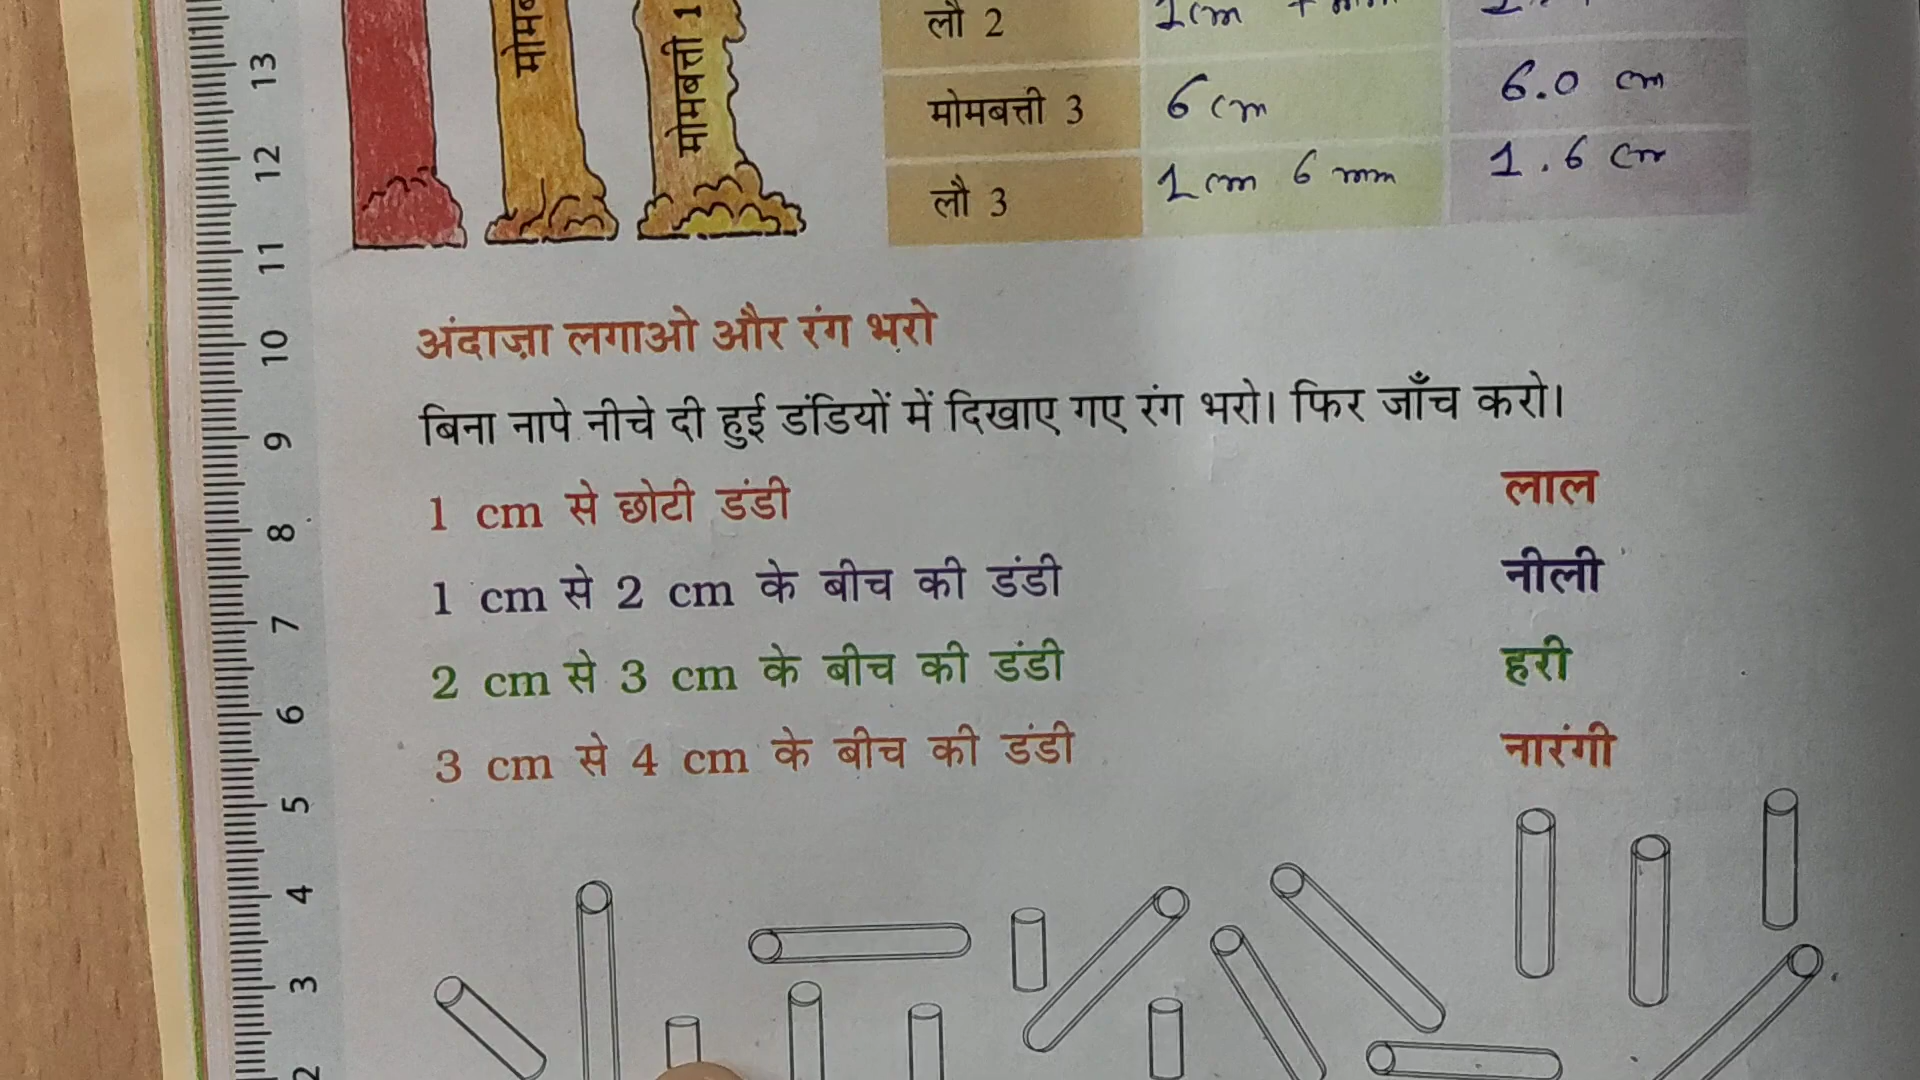 मोमबत्ती 1
लौ 2
मोमबत्ती 3 6 cm 6.0 cm
लौ 3 1 cm 6 mm 1.6 cm
अंदाज़ा लगाओ और रंग भरो
बिना नापे नीचे दी हुई डंडियों में दिखाए गए रंग भरो। फिर जाँच करो।
1 cm से छोटी डंडी लाल
1 cm से 2 cm के बीच की डंडी नीली
2 cm से 3 cm के बीच की डंडी हरी
3 cm से 4 cm के बीच की डंडी नारंगी
13
12
11
10
9
8
7
6
5
4
3
2